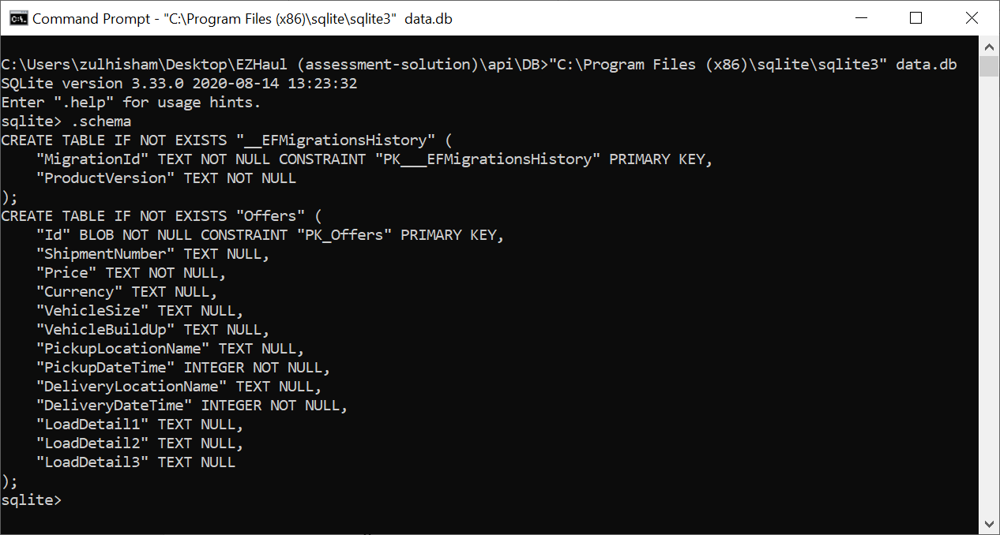 Command Prompt - "C:\Program Files (x86)\sqlite\sqlite3"  data.db
C:\Users\zulhisham\Desktop\EZHaul (assessment-solution)\api\DB>"C:\Program Files (x86)\sqlite\sqlite3" data.db
SQLite version 3.33.0 2020-08-14 13:23:32
Enter ".help" for usage hints.
sqlite> .schema
CREATE TABLE IF NOT EXISTS "__EFMigrationsHistory" (
    "MigrationId" TEXT NOT NULL CONSTRAINT "PK___EFMigrationsHistory" PRIMARY KEY,
    "ProductVersion" TEXT NOT NULL
);
CREATE TABLE IF NOT EXISTS "Offers" (
    "Id" BLOB NOT NULL CONSTRAINT "PK_Offers" PRIMARY KEY,
    "ShipmentNumber" TEXT NULL,
    "Price" TEXT NOT NULL,
    "Currency" TEXT NULL,
    "VehicleSize" TEXT NULL,
    "VehicleBuildUp" TEXT NULL,
    "PickupLocationName" TEXT NULL,
    "PickupDateTime" INTEGER NOT NULL,
    "DeliveryLocationName" TEXT NULL,
    "DeliveryDateTime" INTEGER NOT NULL,
    "LoadDetail1" TEXT NULL,
    "LoadDetail2" TEXT NULL,
    "LoadDetail3" TEXT NULL
);
sqlite>